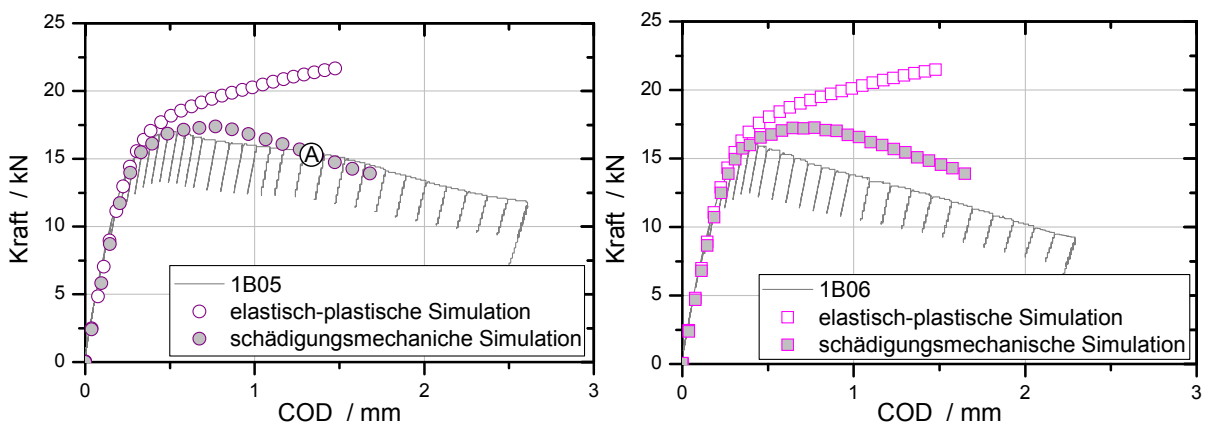 25
20
15
10
5
0
Kraft / kN
A
1B05
elastisch-plastische Simulation
schädigungsmechaniche Simulation
0
1
2
3
COD / mm
25
20
15
10
5
0
Kraft / kN
1B06
elastisch-plastische Simulation
schädigungsmechanische Simulation
0
1
2
3
COD / mm